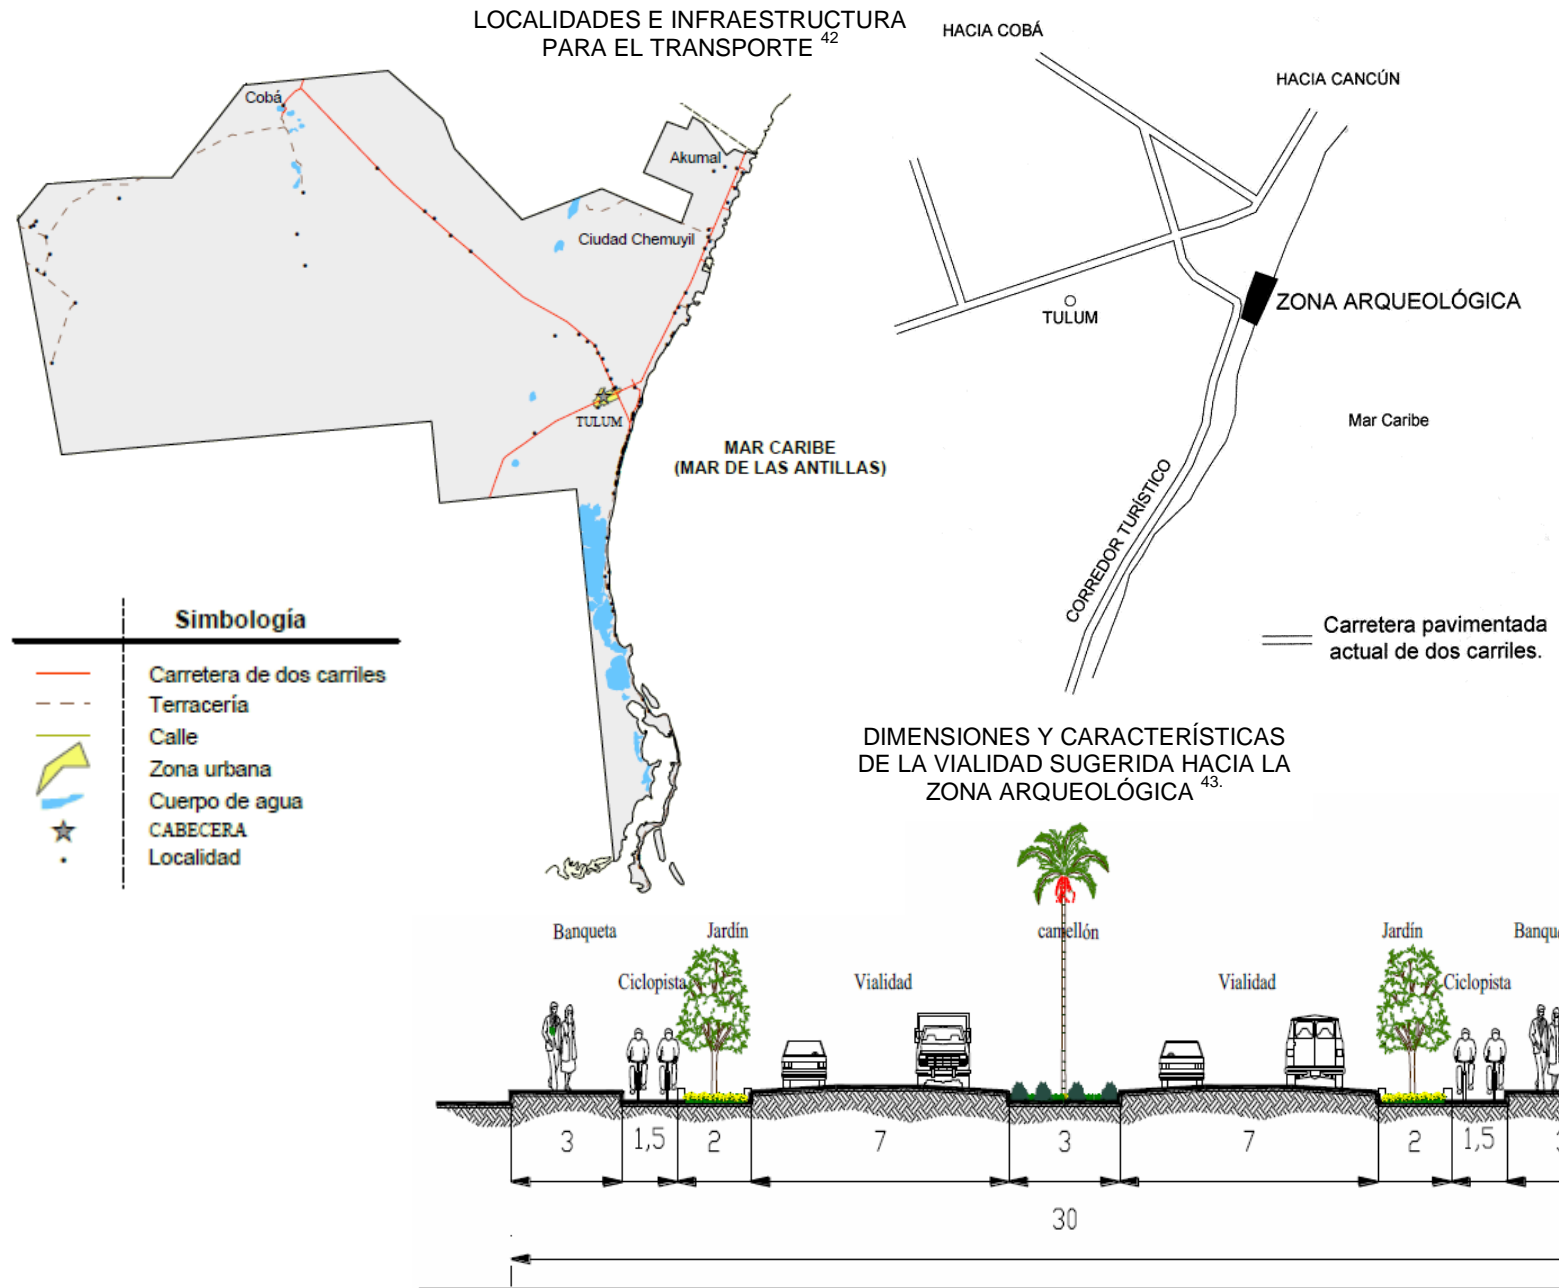 LOCALIDADES E INFRAESTRUCTURA
PARA EL TRANSPORTE 42
Cobá
Akumal
Ciudad Chemuyil
TULUM
MAR CARIBE
(MAR DE LAS ANTILLAS)
Simbología
Carretera de dos carriles
Terracería
Calle
Zona urbana
Cuerpo de agua
CABECERA
Localidad
HACIA COBÁ
HACIA CANCÚN
ZONA ARQUEOLÓGICA
TULUM
Mar Caribe
CORREDOR TURÍSTICO
Carretera pavimentada
actual de dos carriles.
DIMENSIONES Y CARACTERÍSTICAS
DE LA VIALIDAD SUGERIDA HACIA LA
ZONA ARQUEOLÓGICA 43.
Banqueta Jardín camellón Jardín Banqu
Ciclopista Vialidad Vialidad Ciclopista
3 1,5 2 7 3 7 2 1,5
30